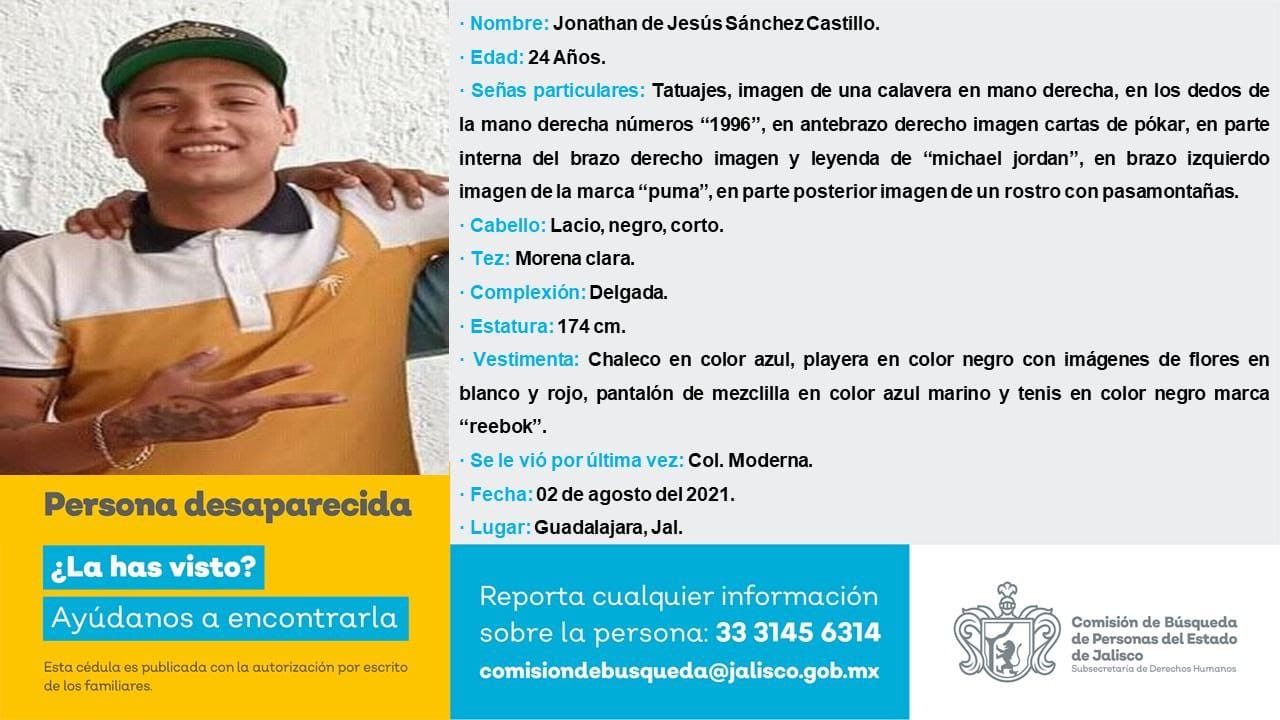 · Nombre: Jonathan de Jesús Sánchez Castillo.
· Edad: 24 Años.
· Señas particulares: Tatuajes, imagen de una calavera en mano derecha, en los dedos de
la mano derecha números “1996”, en antebrazo derecho imagen cartas de pókar, en parte
interna del brazo derecho imagen y leyenda de “michael jordan”, en brazo izquierdo
imagen de la marca “puma”, en parte posterior imagen de un rostro con pasamontañas.
· Cabello: Lacio, negro, corto.
· Tez: Morena clara.
· Complexión: Delgada.
· Estatura: 174 cm.
· Vestimenta: Chaleco en color azul, playera en color negro con imágenes de flores en
blanco y rojo, pantalón de mezclilla en color azul marino y tenis en color negro marca
“reebok”.
· Se le vió por última vez: Col. Moderna.
· Fecha: 02 de agosto del 2021.
· Lugar: Guadalajara, Jal.
Persona desaparecida
¿La has visto?
Ayúdanos a encontrarla
Esta cédula es publicada con la autorización por escrito
de los familiares.
Reporta cualquier información
sobre la persona: 33 3145 6314
comisiondebusqueda@jalisco.gob.mx
Comisión de Búsqueda
de Personas del Estado
de Jalisco
Subsecretaría de Derechos Humanos